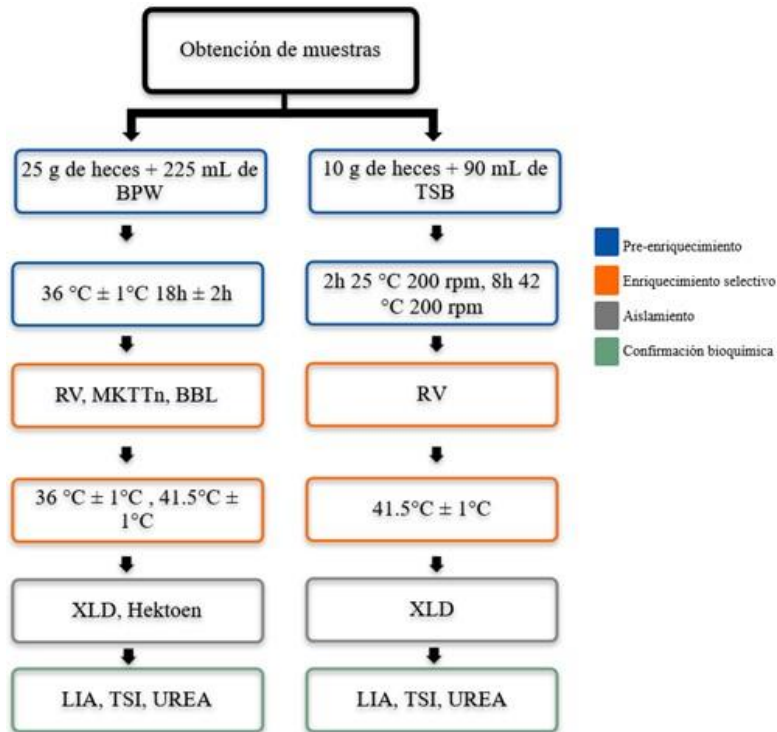 Obtención de muestras
25 g de heces + 225 mL de
BPW
10 g de heces + 90 mL de
TSB
36 °C ± 1°C 18h ± 2h
2h 25 °C 200 rpm, 8h 42
°C 200 rpm
RV, MKTTn, BBL
RV
36 °C ± 1°C , 41.5°C ±
1°C
41.5°C ± 1°C
XLD, Hektoen
XLD
LIA, TSI, UREA
LIA, TSI, UREA
Pre-enriquecimiento
Enriquecimiento selectivo
Aislamiento
Confirmación bioquímica